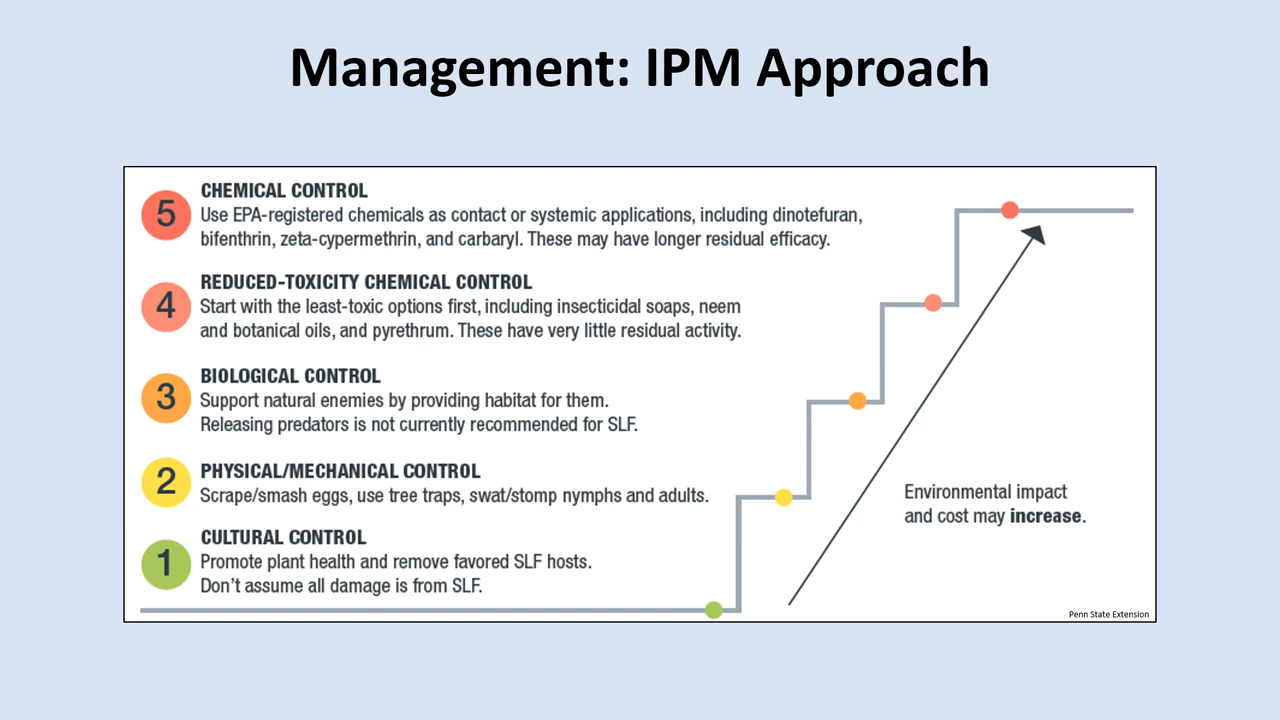 Management: IPM Approach
5
CHEMICAL CONTROL
Use EPA-registered chemicals as contact or systemic applications, including dinotefuran,
bifenthrin, zeta-cypermethrin, and carbaryl. These may have longer residual efficacy.
4
REDUCED-TOXICITY CHEMICAL CONTROL
Start with the least-toxic options first, including insecticidal soaps, neem
and botanical oils, and pyrethrum. These have very little residual activity.
3
BIOLOGICAL CONTROL
Support natural enemies by providing habitat for them.
Releasing predators is not currently recommended for SLF.
2
PHYSICAL/MECHANICAL CONTROL
Scrape/smash eggs, use tree traps, swat/stomp nymphs and adults.
1
CULTURAL CONTROL
Promote plant health and remove favored SLF hosts.
Don't assume all damage is from SLF.
Environmental impact
and cost may increase.
Penn State Extension